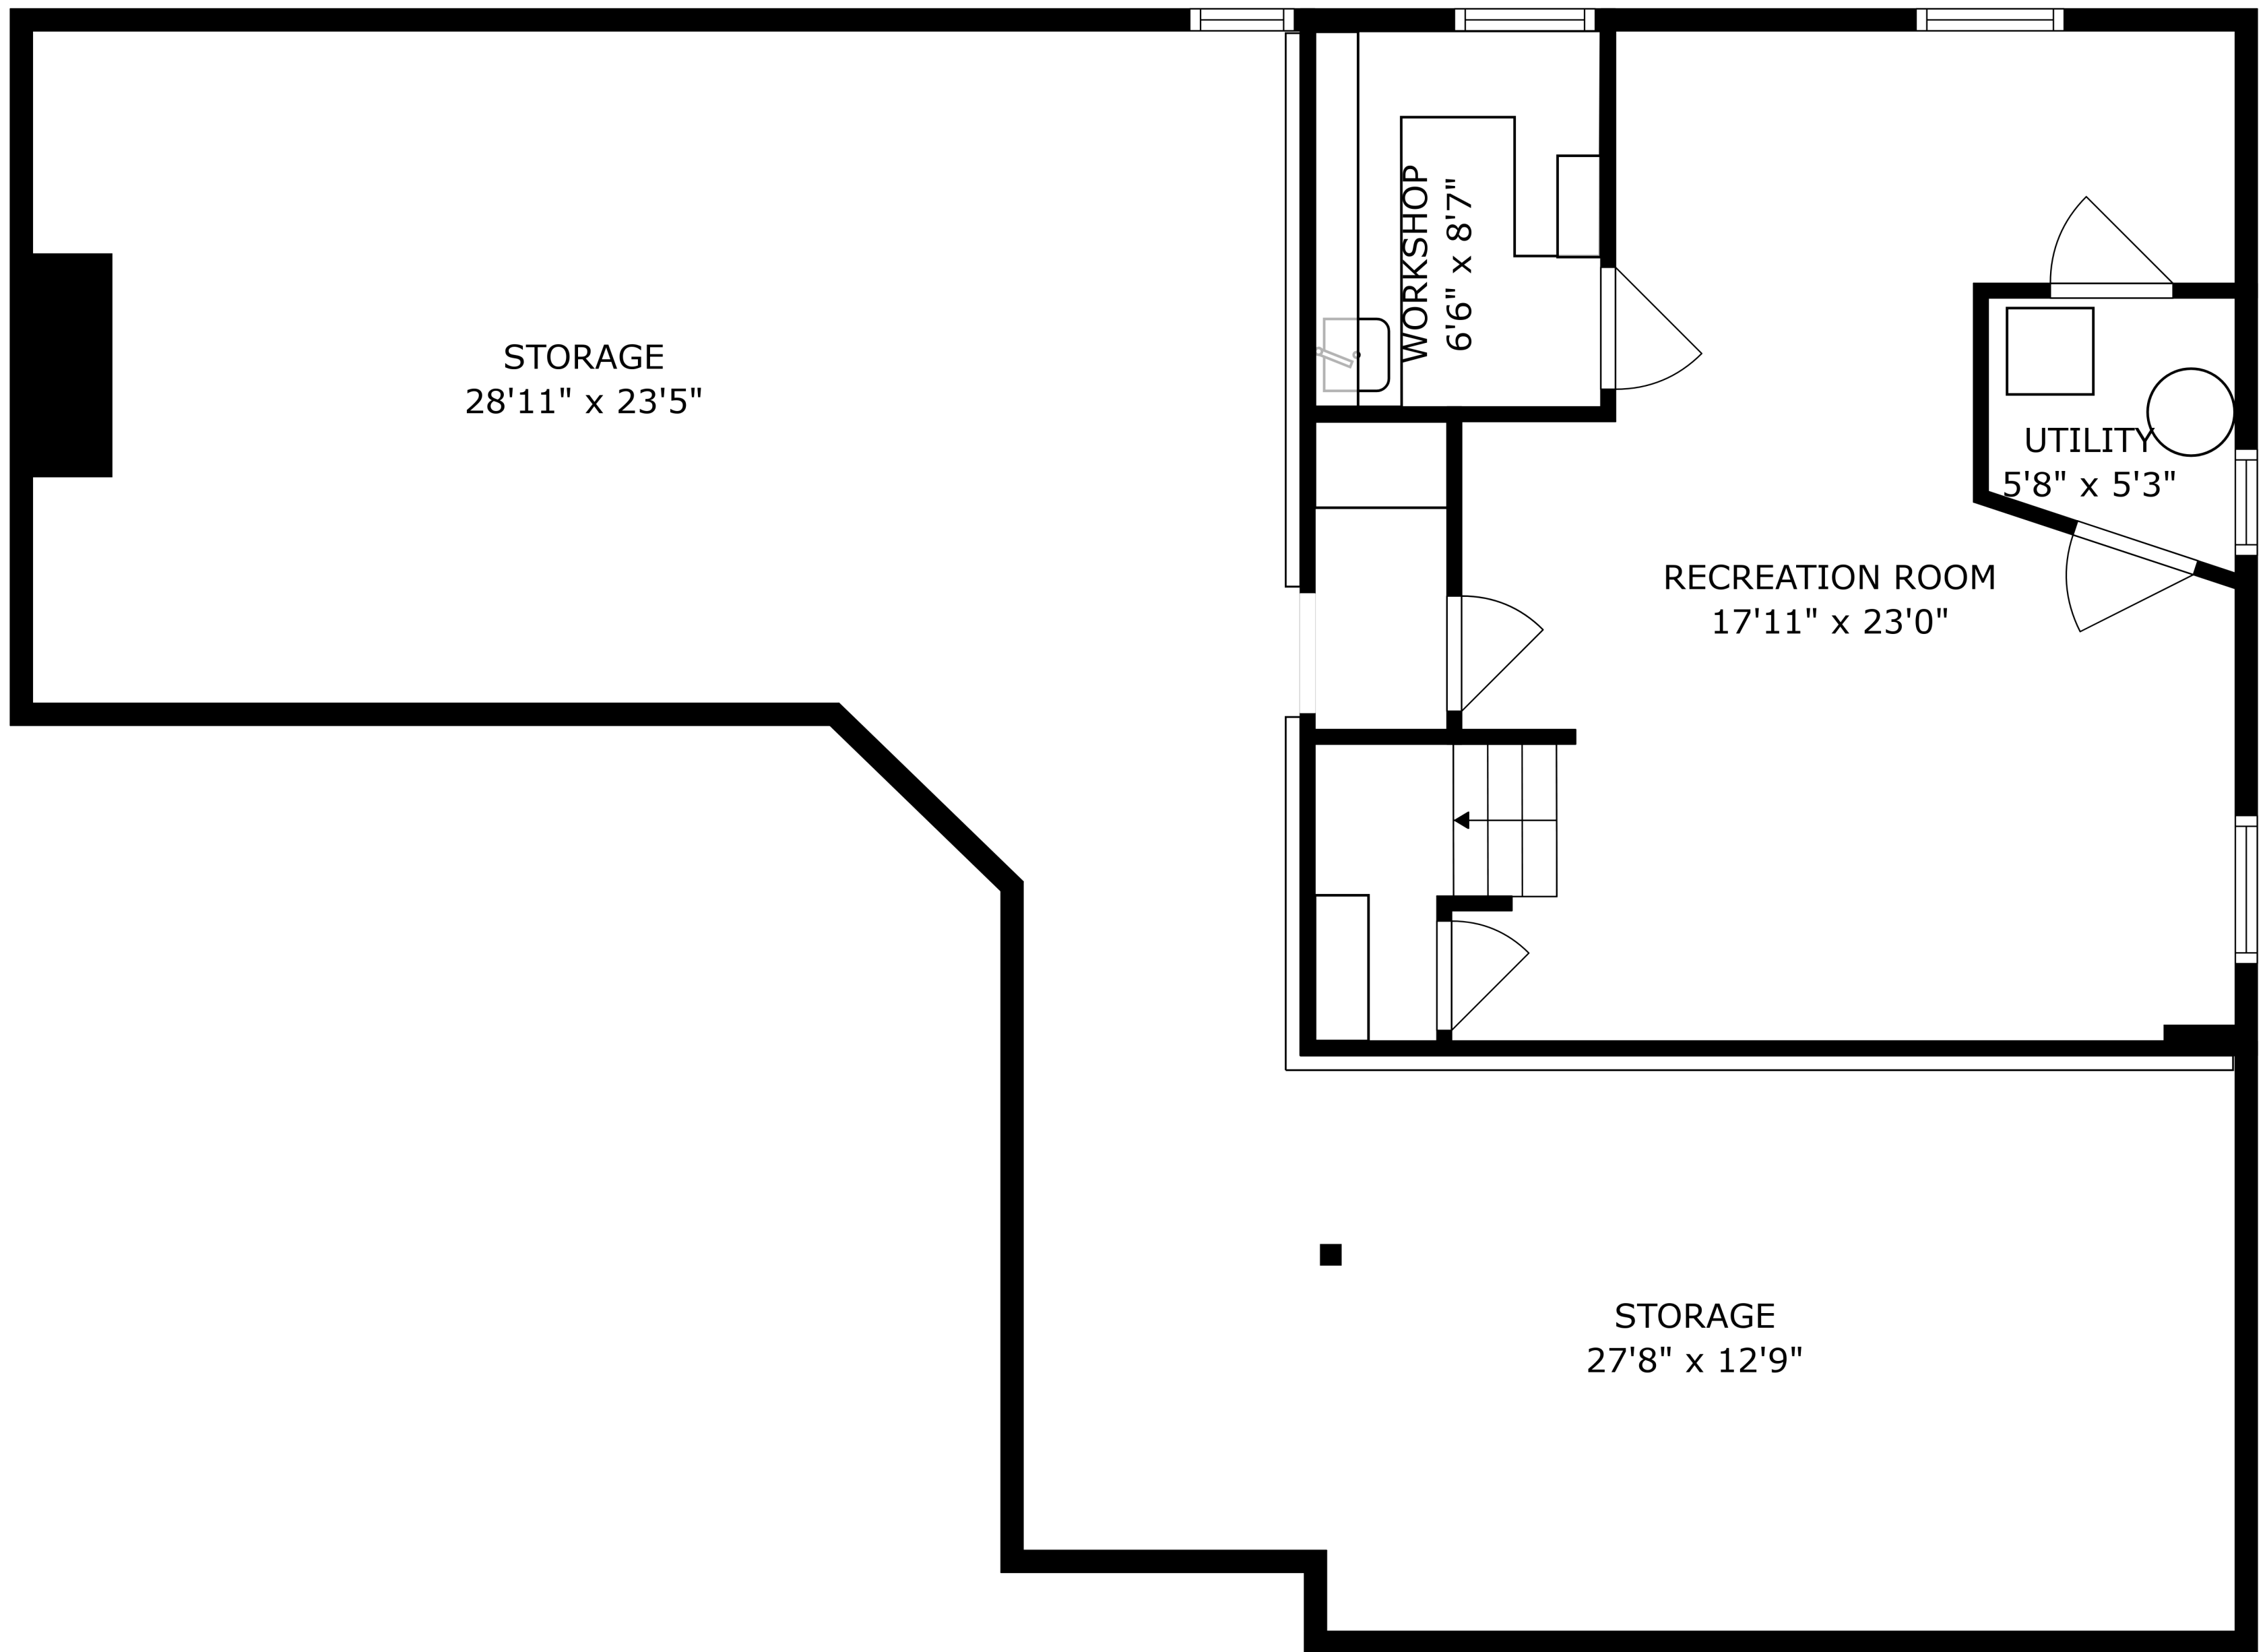 STORAGE
28'11" x 23'5"
WORKSHOP
6'6" x 8'7"
UTILITY
5'8" x 5'3"
RECREATION ROOM
17'11" x 23'0"
STORAGE
27'8" x 12'9"